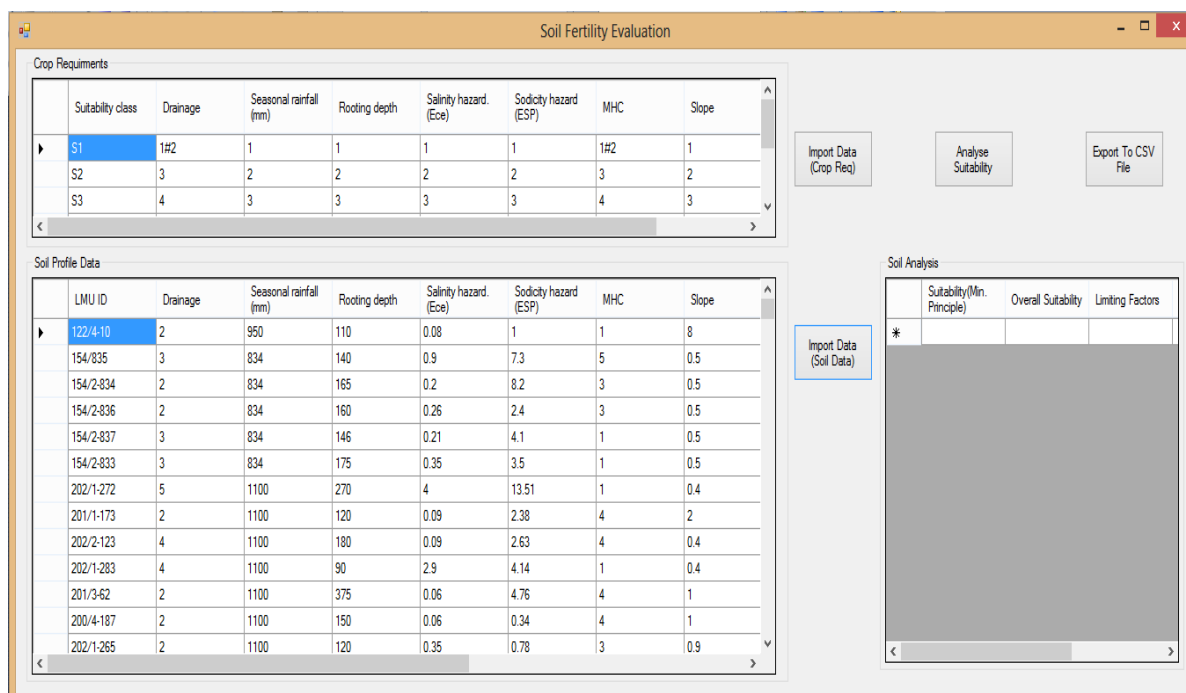 Soil Fertility Evaluation
Crop Requirments
Suitability class Drainage Seasonal rainfall (mm) Rooting depth Salinity hazard. (Ece) Sodicity hazard (ESP) MHC Slope
S1 1#2 1 1 1 1 1#2 1
S2 3 2 2 2 2 3 2
S3 4 3 3 3 3 4 3
Import Data (Crop Req)
Analyse Suitability
Export To CSV File
Soil Profile Data
LMU ID Drainage Seasonal rainfall (mm) Rooting depth Salinity hazard. (Ece) Sodicity hazard (ESP) MHC Slope
122/4-10 2 950 110 0.08 1 1 8
154/835 3 834 140 0.9 7.3 5 0.5
154/2-834 2 834 165 0.2 8.2 3 0.5
154/2-836 2 834 160 0.26 2.4 3 0.5
154/2-837 3 834 146 0.21 4.1 1 0.5
154/2-833 3 834 175 0.35 3.5 1 0.5
202/1-272 5 1100 270 4 13.51 1 0.4
201/1-173 2 1100 120 0.09 2.38 4 2
202/2-123 4 1100 180 0.09 2.63 4 0.4
202/1-283 4 1100 90 2.9 4.14 1 0.4
201/3-62 2 1100 375 0.06 4.76 4 1
200/4-187 2 1100 150 0.06 0.34 4 1
202/1-265 2 1100 120 0.35 0.78 3 0.9
Import Data (Soil Data)
Soil Analysis
Suitability(Min. Principle) Overall Suitability Limiting Factors